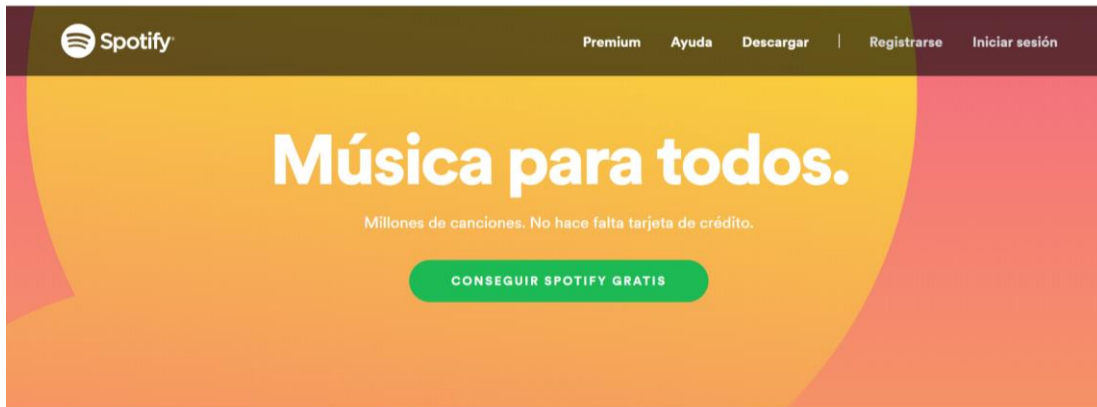 Spotify
Premium Ayuda Descargar | Registrarse Iniciar sesión
Música para todos.
Millones de canciones. No hace falta tarjeta de crédito.
CONSEGUIR SPOTIFY GRATIS